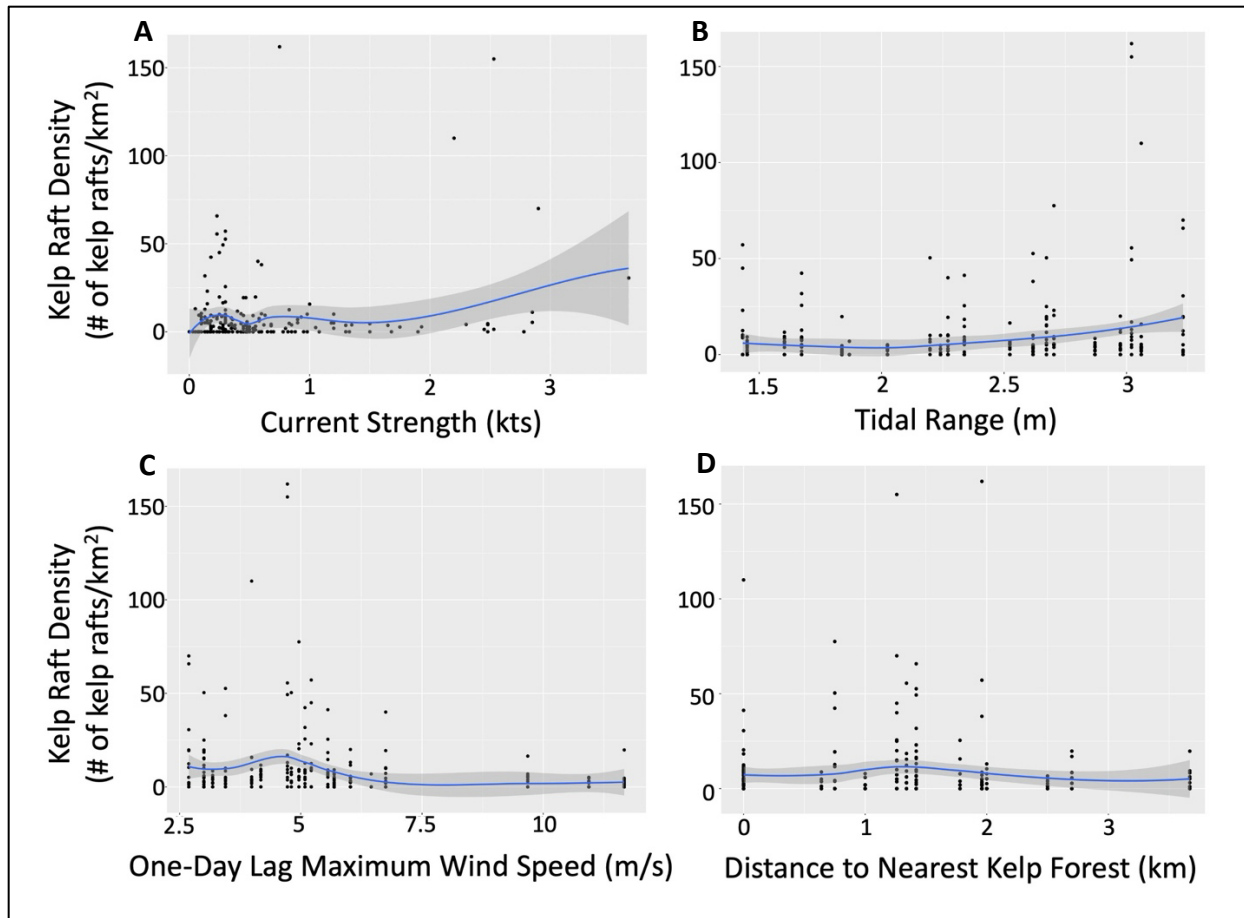 A
B
Kelp Raft Density
(# of kelp rafts/km²)
150
100
50
0
0
1
2
3
Current Strength (kts)
150
100
50
0
1.5
2
2.5
3
Tidal Range (m)
C
D
Kelp Raft Density
(# of kelp rafts/km²)
150
100
50
0
2.5
5
7.5
10
One-Day Lag Maximum Wind Speed (m/s)
150
100
50
0
0
1
2
3
Distance to Nearest Kelp Forest (km)